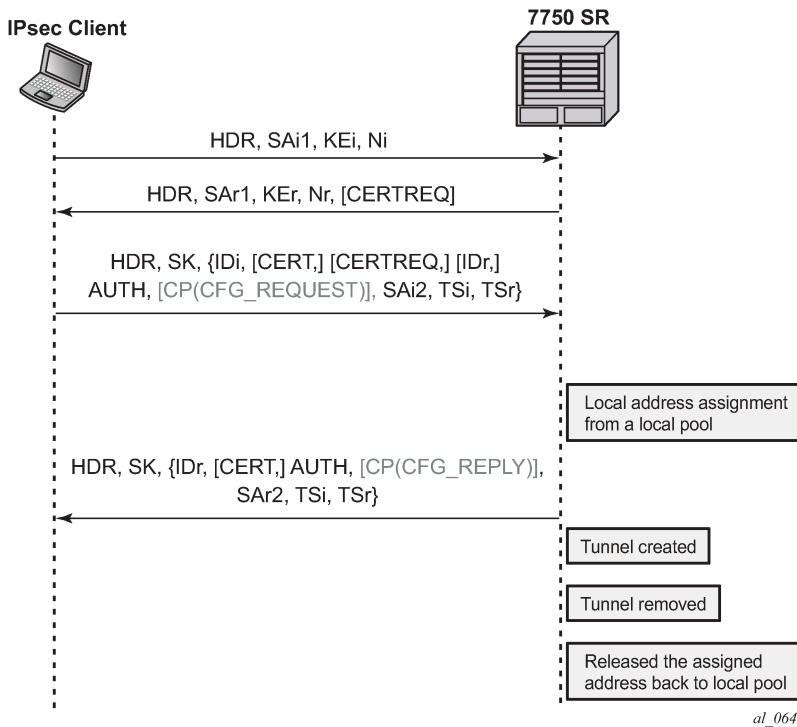 IPsec Client
7750 SR
HDR, SAi1, KEi, Ni
HDR, SAr1, KEr, Nr, [CERTREQ]
HDR, SK, {IDi, [CERT,] [CERTREQ,] [IDr,]
AUTH, [CP(CFG_REQUEST)], SAi2, TSi, TSr}
Local address assignment
from a local pool
HDR, SK, {IDr, [CERT,] AUTH, [CP(CFG_REPLY)],
SAr2, TSi, TSr}
Tunnel created
Tunnel removed
Released the assigned
address back to local pool
al_064